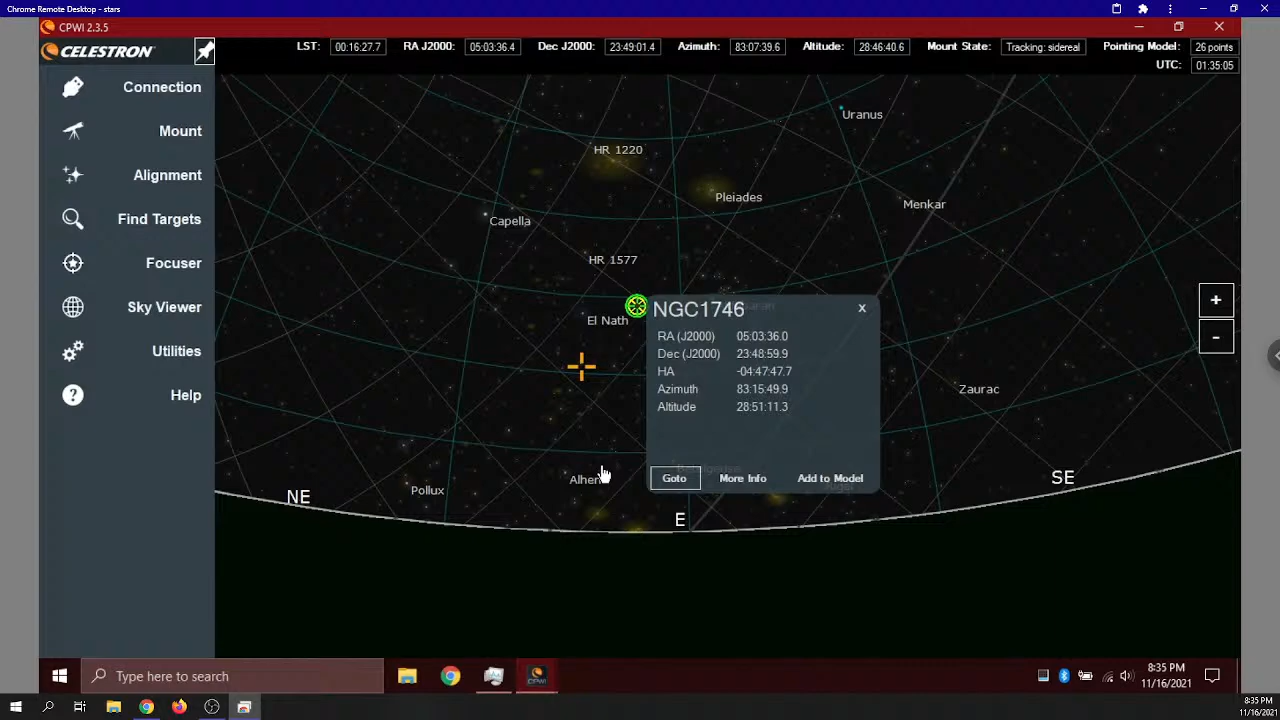 Chrome Remote Desktop - stars
CPWI 2.3.5
CELESTRON
LST: 00:16:27.7 RA J2000: 05:03:36.4 Dec J2000: 23:49:01.4 Azimuth: 83:07:39.6 Altitude: 28:46:40.6 Mount State: Tracking: sidereal Pointing Model: 26 points
UTC: 01:35:05
Connection
Mount
Alignment
Find Targets
Focuser
Sky Viewer
Utilities
Help
Uranus
HR 1220
Pleiades
Menkar
Capella
HR 1577
El Nath
NGC1746 x
RA (J2000) 05:03:36.0
Dec (J2000) 23:48:59.9
HA -04:47:47.7
Azimuth 83:15:49.9
Altitude 28:51:11.3
Goto More Info Add to Model
Zaurac
Alhen
Pollux
NE
E
SE
+
-
Type here to search
CPWI
8:35 PM
11/16/2021
8:35 PM
11/16/2021